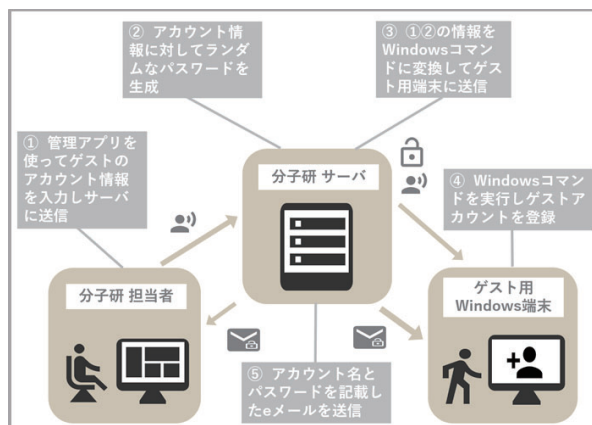 ② アカウント情
報に対してランダ
ムなパスワードを
生成
③ ①②の情報を
Windowsコマン
ドに変換してゲス
ト用端末に送信
① 管理アプリを
使ってゲストの
アカウント情報
を入力しサーバ
に送信
分子研 サーバ
④ Windowsコマン
ドを実行しゲストア
カウントを登録
分子研 担当者
ゲスト用
Windows端末
⑤ アカウント名と
パスワードを記載し
たeメールを送信